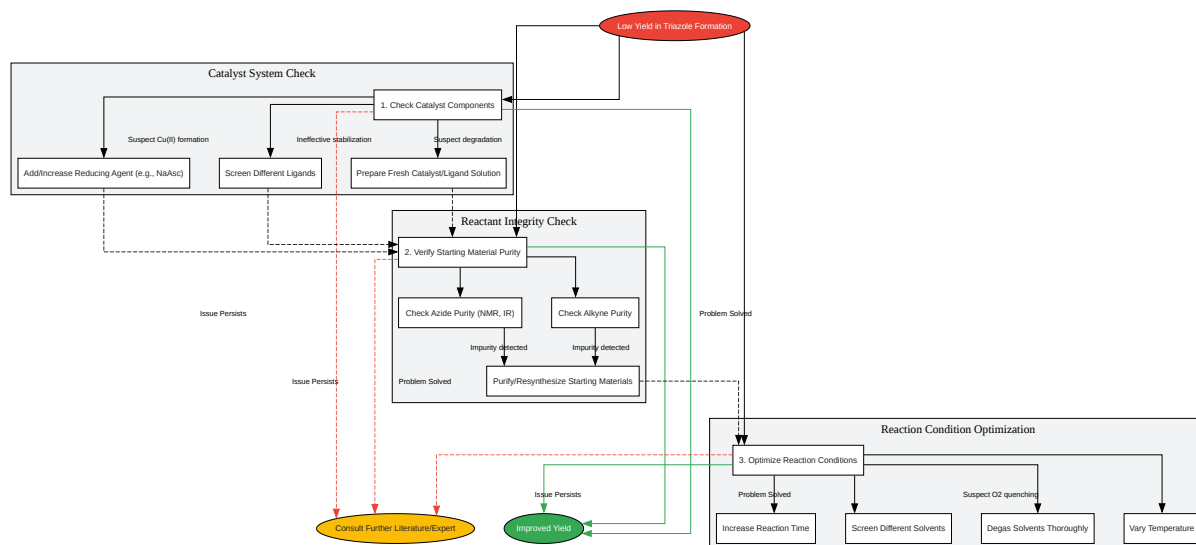 Low Yield in Triazole Formation
Catalyst System Check
1. Check Catalyst Components
Suspect Cu(II) formation
Ineffective stabilization
Suspect degradation
Add/Increase Reducing Agent (e.g., NaAsc)
Screen Different Ligands
Prepare Fresh Catalyst/Ligand Solution
Reactant Integrity Check
2. Verify Starting Material Purity
Check Azide Purity (NMR, IR)
Check Alkyne Purity
Issue Persists
Problem Solved
Impurity detected
Impurity detected
Issue Persists
Problem Solved
Purify/Resynthesize Starting Materials
Reaction Condition Optimization
3. Optimize Reaction Conditions
Issue Persists
Problem Solved
Suspect O2 quenching
Consult Further Literature/Expert
Improved Yield
Increase Reaction Time
Screen Different Solvents
Degas Solvents Thoroughly
Vary Temperature